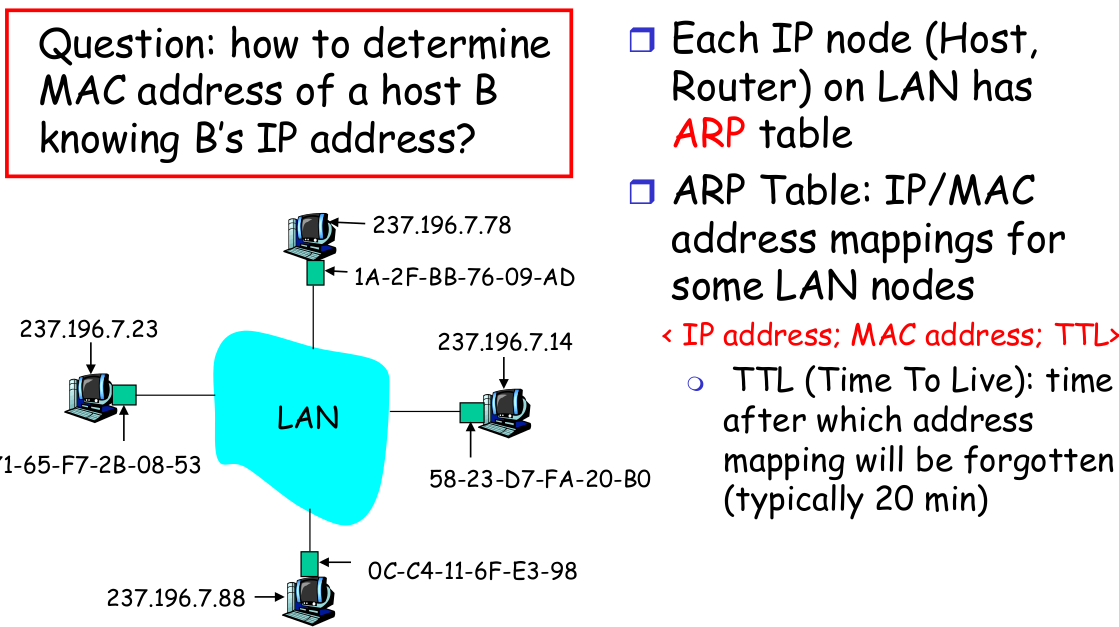 Question: how to determine
MAC address of a host B
knowing B's IP address?
237.196.7.78
1A-2F-BB-76-09-AD
237.196.7.23
237.196.7.14
LAN
71-65-F7-2B-08-53
58-23-D7-FA-20-B0
0C-C4-11-6F-E3-98
237.196.7.88
Each IP node (Host,
Router) on LAN has
ARP table
ARP Table: IP/MAC
address mappings for
some LAN nodes
< IP address; MAC address; TTL>
TTL (Time To Live): time
after which address
mapping will be forgotten
(typically 20 min)